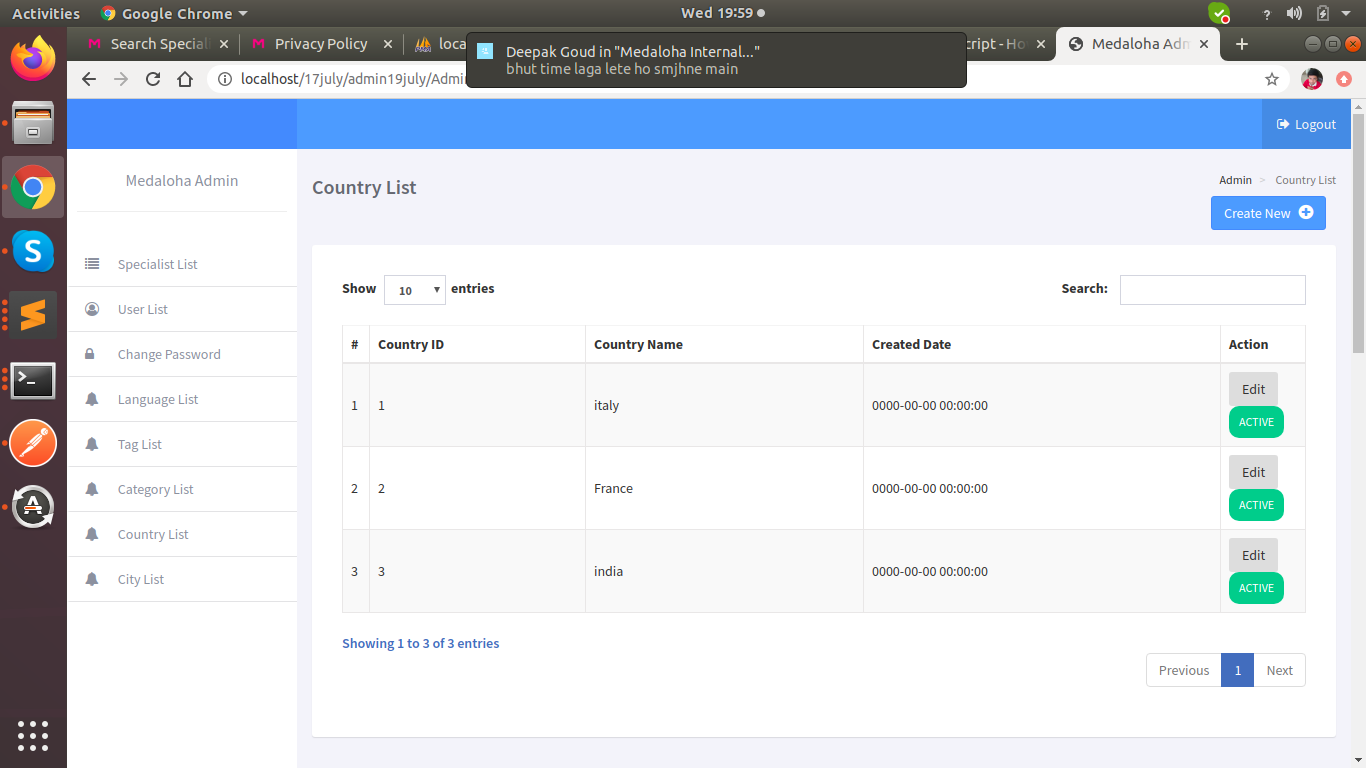 Activities Google Chrome Wed 19:59
Search Special Privacy Policy loca cript - Ho Medaloha Adm
Deepak Goud in "Medaloha Internal..."
bhut time laga lete ho smjhne main
localhost/17july/admin19july/Admi
Logout
Medaloha Admin
Specialist List
User List
Change Password
Language List
Tag List
Category List
Country List
City List
Country List
Admin > Country List
Create New
Show 10 entries Search:
# Country ID Country Name Created Date Action
1 1 italy 0000-00-00 00:00:00 Edit
ACTIVE
2 2 France 0000-00-00 00:00:00 Edit
ACTIVE
3 3 india 0000-00-00 00:00:00 Edit
ACTIVE
Showing 1 to 3 of 3 entries
Previous 1 Next